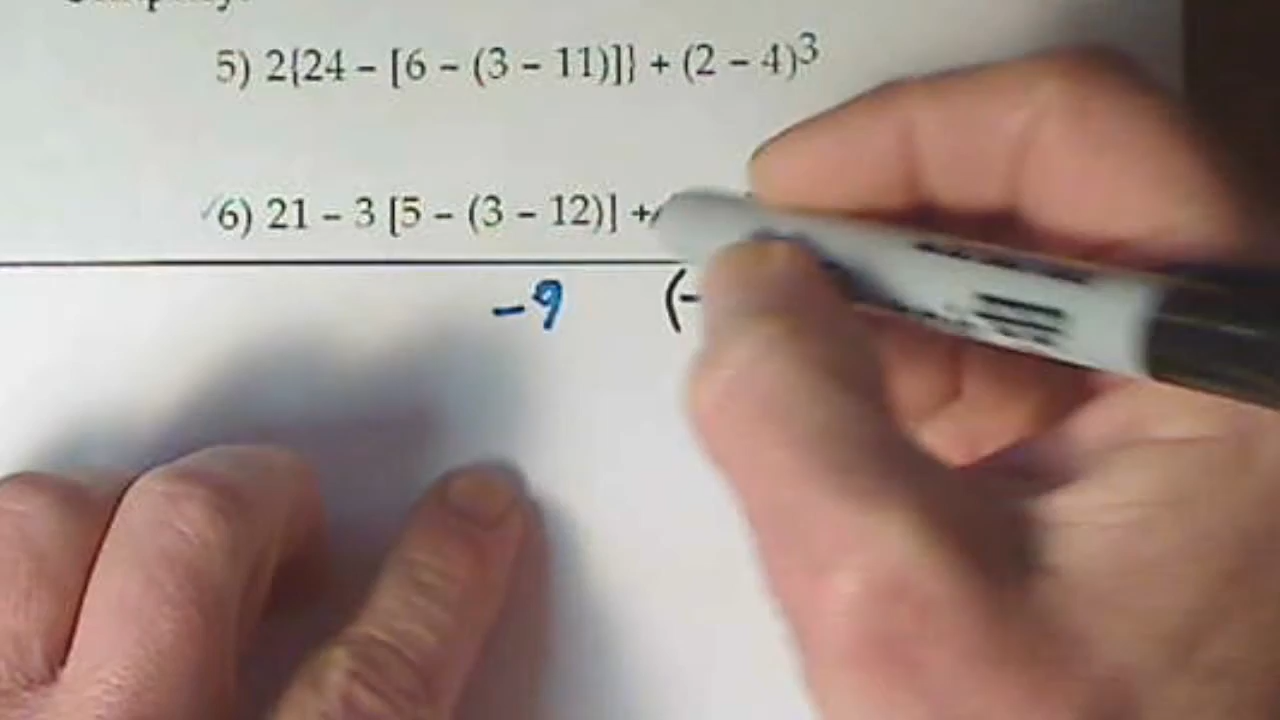 5) 2{24 – [6 – (3 – 11)]} + (2 – 4)³
6) 21 – 3 [5 – (3 – 12)] +
-9 (-